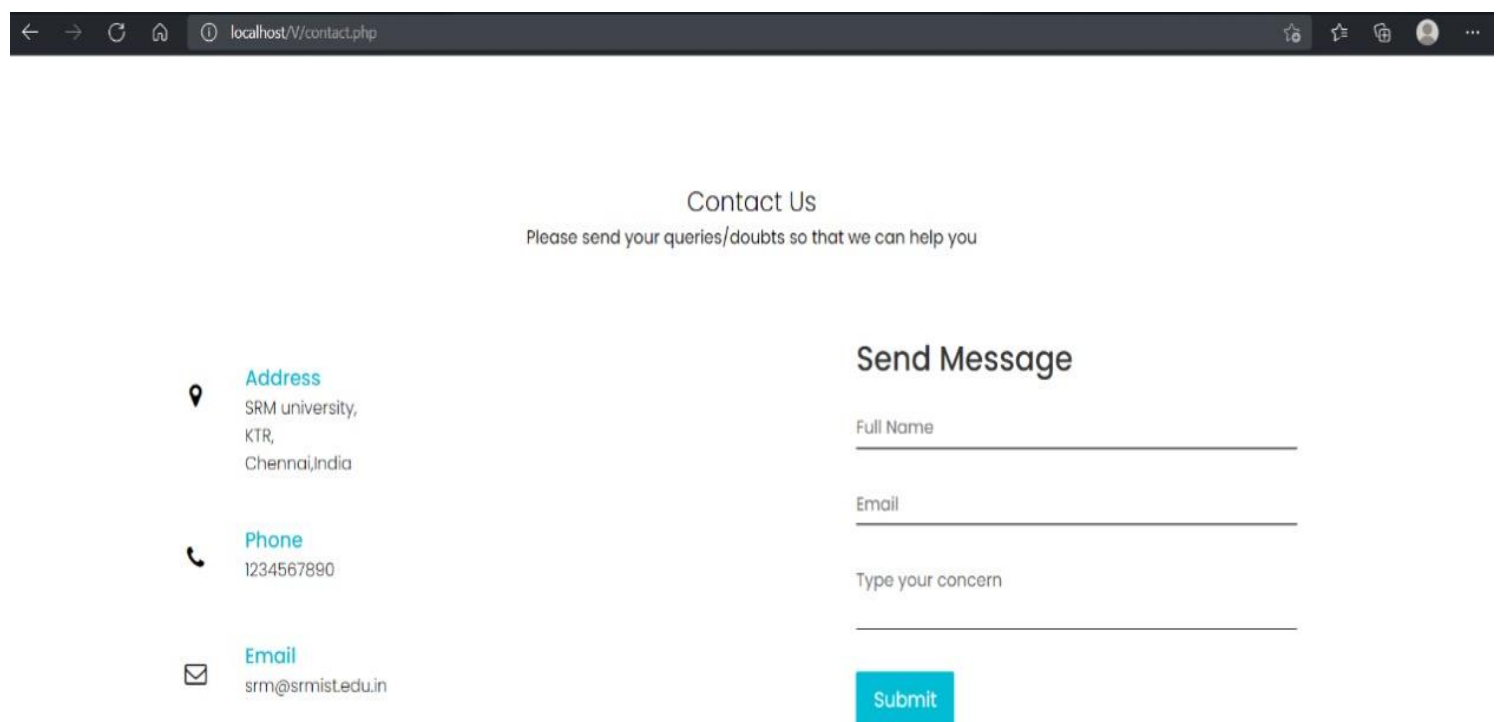 localhost/V/contact.php
Contact Us
Please send your queries/doubts so that we can help you
Address
SRM university,
KTR,
Chennai,India
Phone
1234567890
Email
srm@srmist.edu.in
Send Message
Full Name
Email
Type your concern
Submit